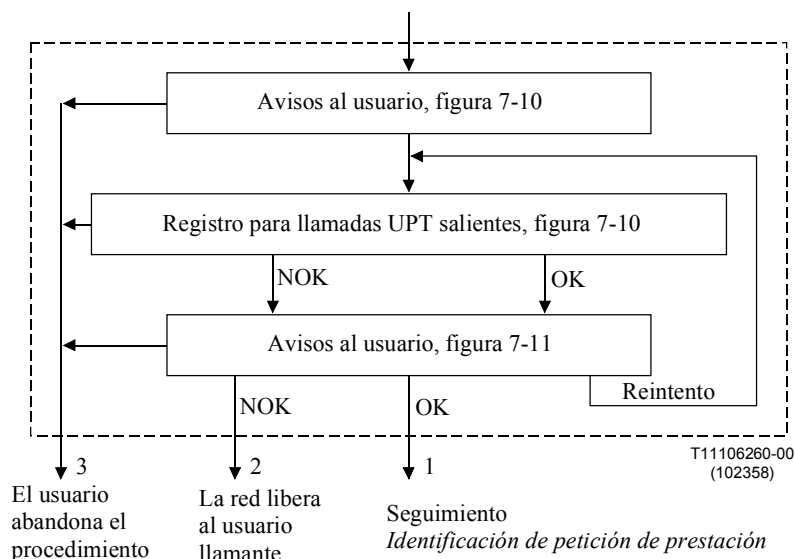 Avisos al usuario, figura 7-10
Registro para llamadas UPT salientes, figura 7-10
NOK
OK
Avisos al usuario, figura 7-11
Reintento
NOK
OK
T11106260-00
(102358)
3
El usuario
abandona el
procedimiento
2
La red libera
al usuario
llamante
1
Seguimiento
Identificación de petición de prestación